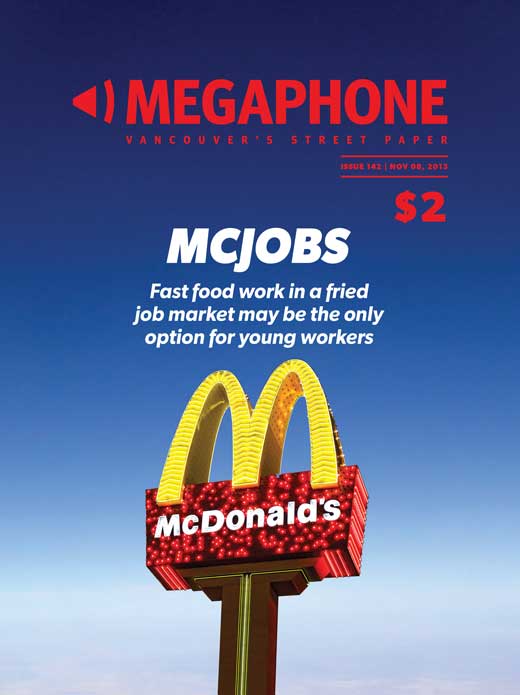 MEGAPHONE
VANCOUVER'S STREET PAPER
ISSUE 142 | NOV 08, 2013
$2
MCJOBS
Fast food work in a fried
job market may be the only
option for young workers
McDonald's